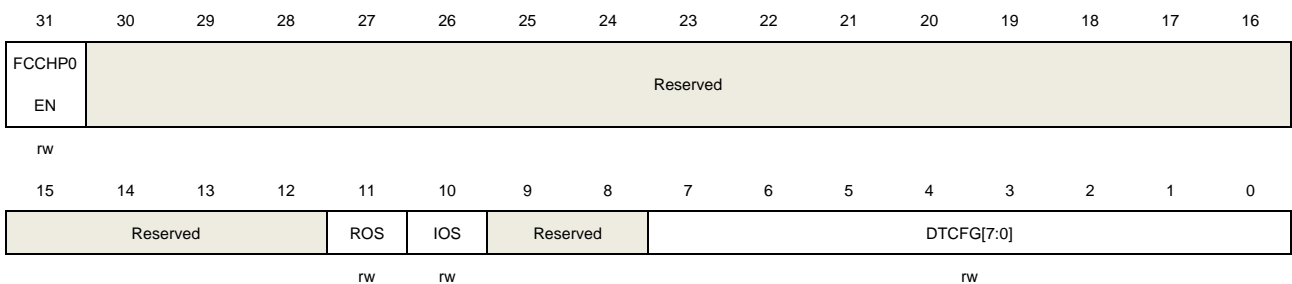 31 30 29 28 27 26 25 24 23 22 21 20 19 18 17 16
FCCHP0
EN
Reserved
rw
15 14 13 12 11 10 9 8 7 6 5 4 3 2 1 0
Reserved ROS IOS Reserved DTCFG[7:0]
rw rw rw